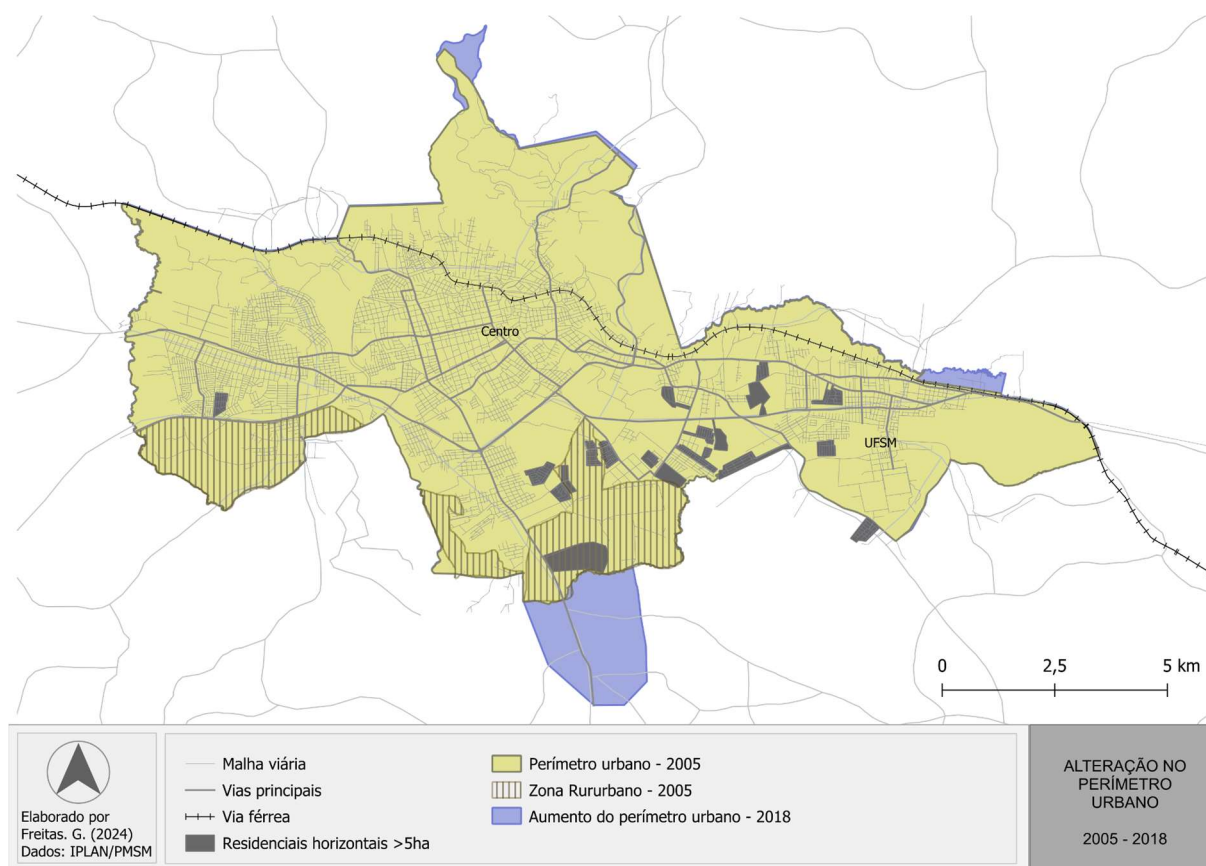 Centro
UFSM
0 2,5 5 km
Elaborado por
Freitas. G. (2024)
Dados: IPLAN/PMSM
Malha viária
Vias principais
Via férrea
Residenciais horizontais >5ha
Perímetro urbano - 2005
Zona Rururbano - 2005
Aumento do perímetro urbano - 2018
ALTERAÇÃO NO
PERÍMETRO
URBANO
2005 - 2018